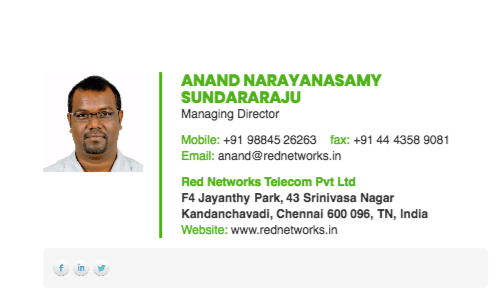 ANAND NARAYANASAMY
SUNDARARAJU
Managing Director
Mobile: +91 98845 26263 fax: +91 44 4358 9081
Email: anand@rednetworks.in
Red Networks Telecom Pvt Ltd
F4 Jayanthy Park, 43 Srinivasa Nagar
Kandanchavadi, Chennai 600 096, TN, India
Website: www.rednetworks.in